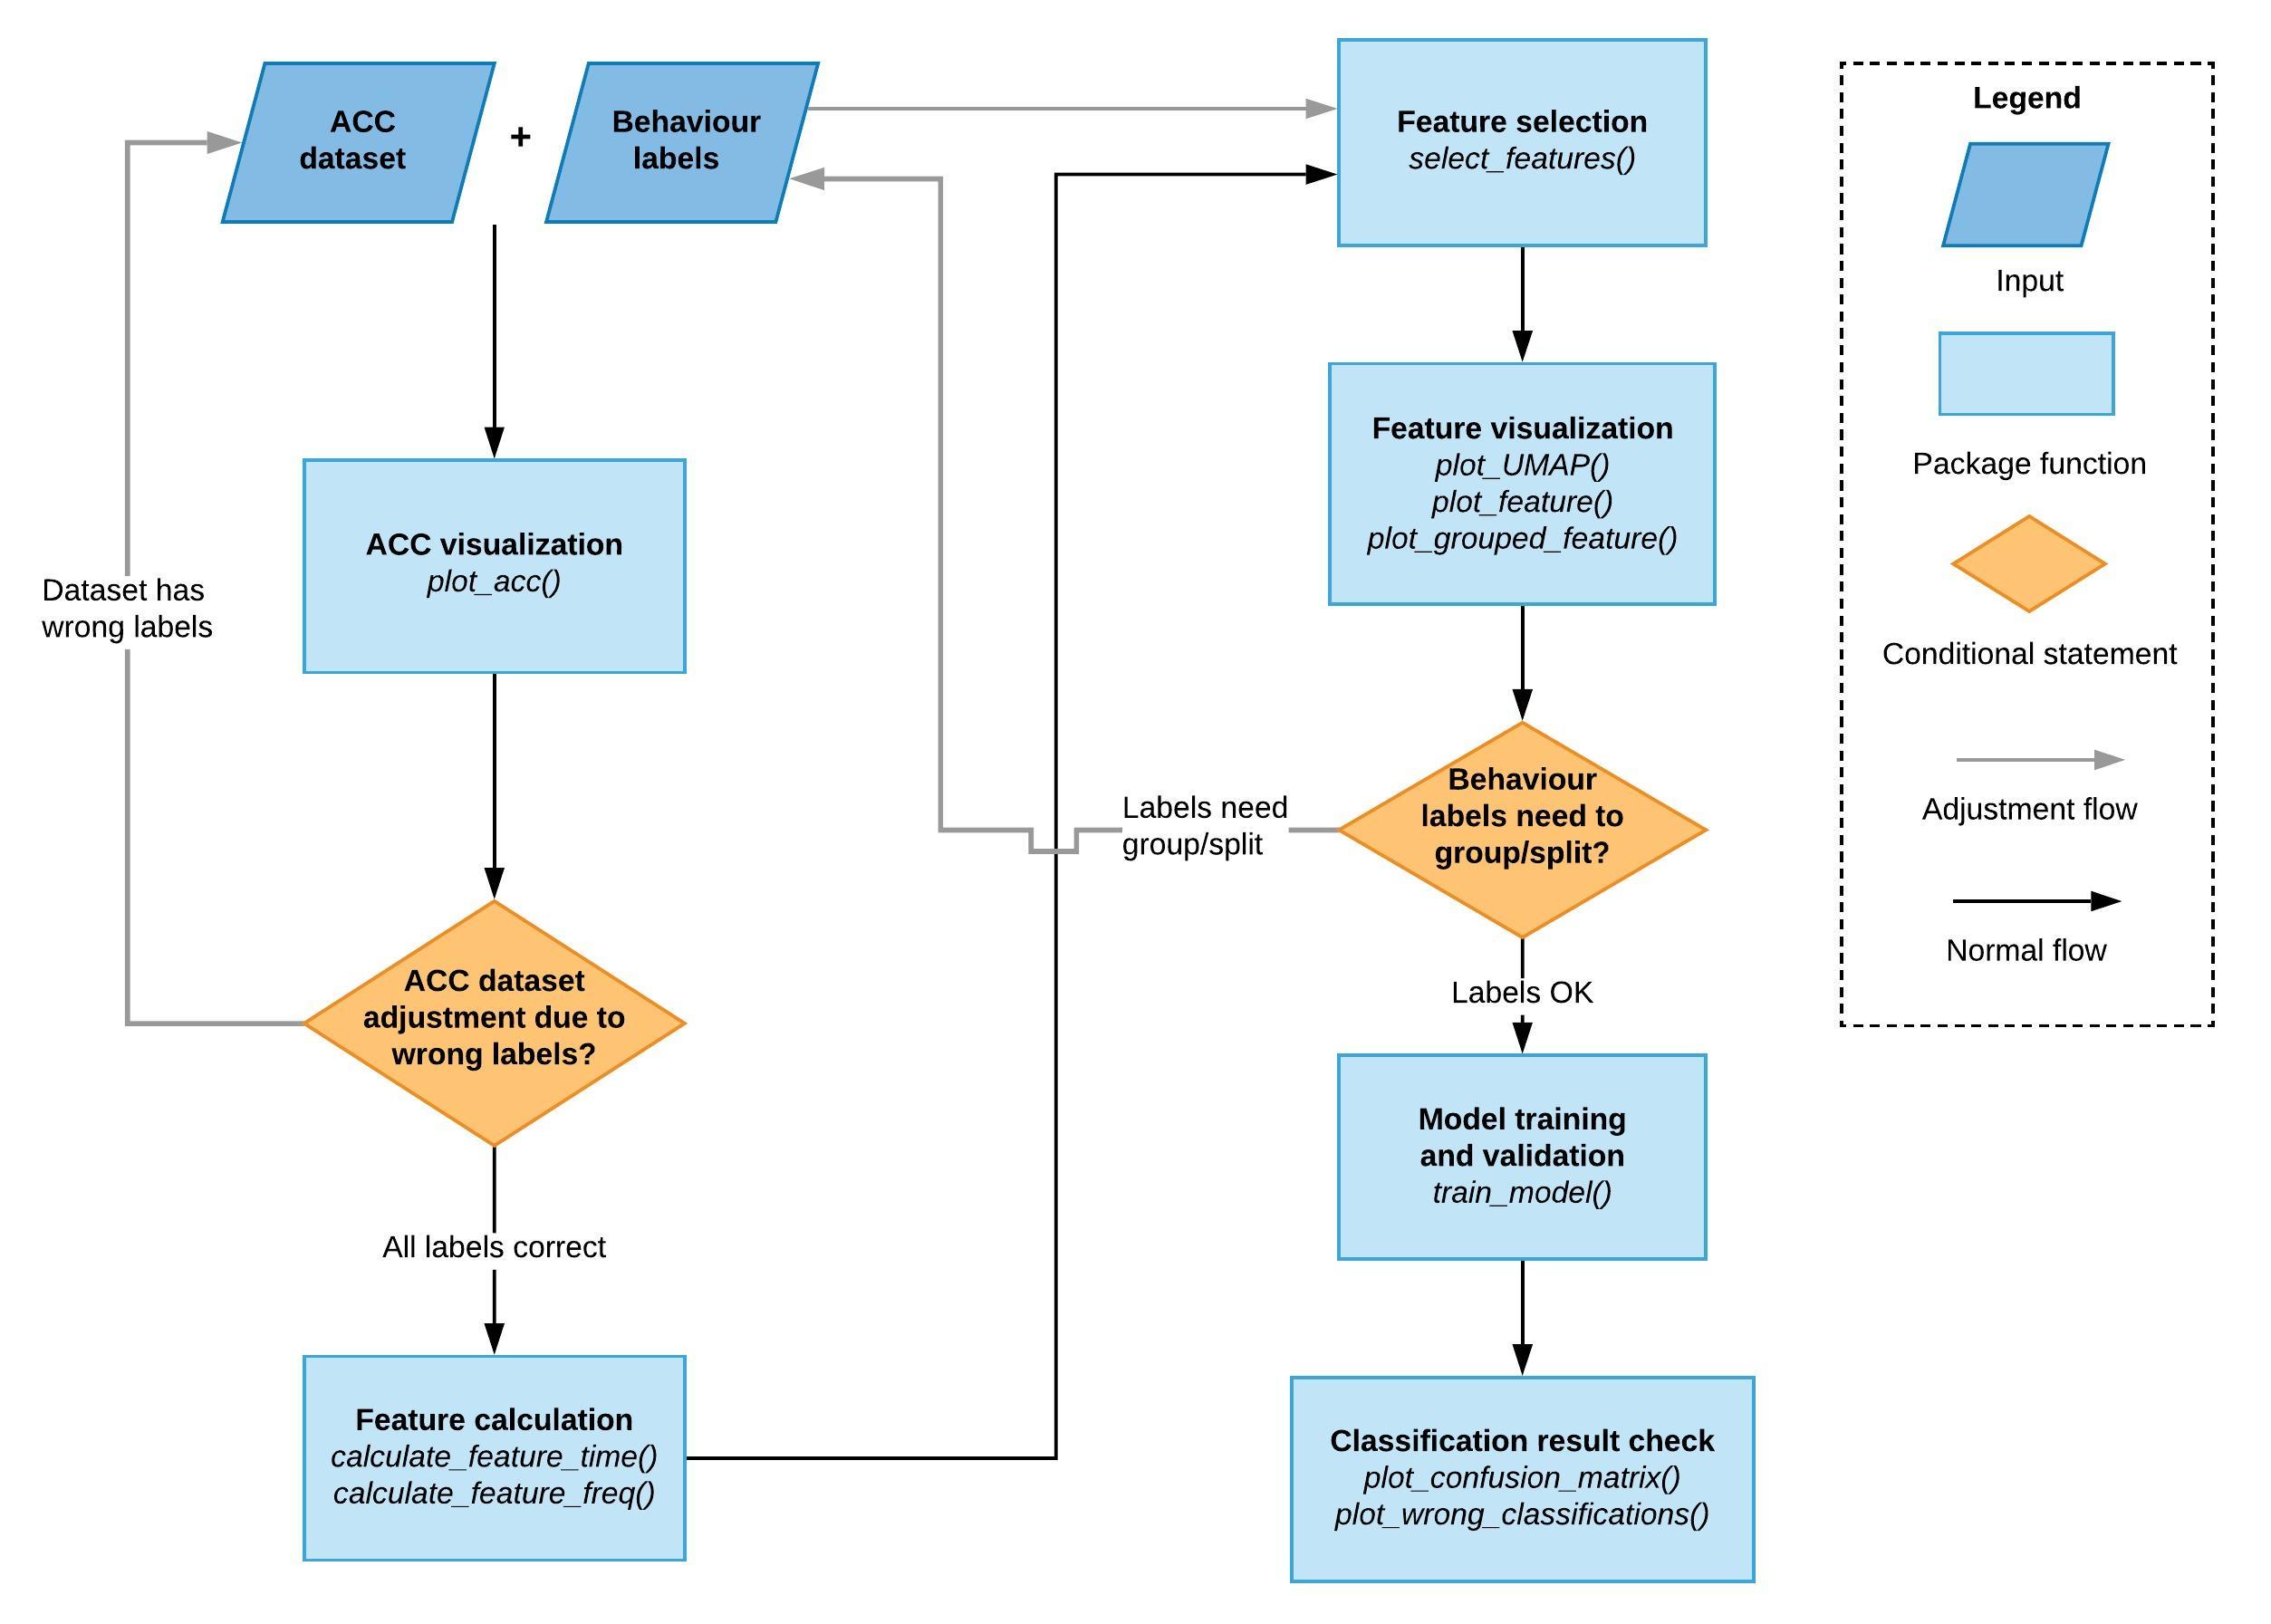 ACC
dataset
+
Behaviour
labels
ACC visualization
plot_acc()
Dataset has
wrong labels
ACC dataset
adjustment due to
wrong labels?
All labels correct
Feature calculation
calculate_feature_time()
calculate_feature_freq()
Feature selection
select_features()
Feature visualization
plot_UMAP()
plot_feature()
plot_grouped_feature()
Behaviour
labels need to
group/split?
Labels need
group/split
Labels OK
Model training
and validation
train_model()
Classification result check
plot_confusion_matrix()
plot_wrong_classifications()
Legend
Input
Package function
Conditional statement
Adjustment flow
Normal flow